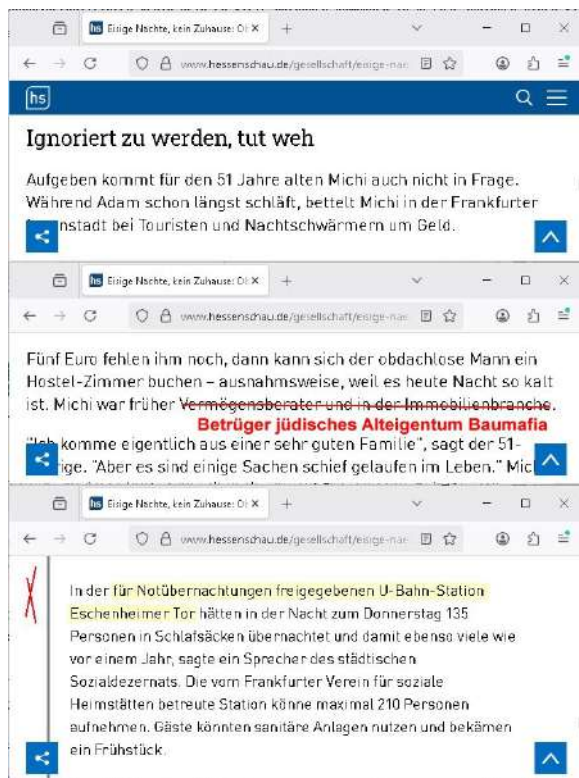 Eisige Nächte, kein Zuhause: Ob
www.hessenschau.de/gesellschaft/eisige-nae
hs
Ignoriert zu werden, tut weh
Aufgeben kommt für den 51 Jahre alten Michi auch nicht in Frage.
Während Adam schon längst schläft, bettelt Michi in der Frankfurter
nenstadt bei Touristen und Nachtschwärmern um Geld.
Eisige Nächte, kein Zuhause: Ob
www.hessenschau.de/gesellschaft/eisige-nae
Fünf Euro fehlen ihm noch, dann kann sich der obdachlose Mann ein
Hostel-Zimmer buchen – ausnahmsweise, weil es heute Nacht so kalt
ist. Michi war früher Vermögensberater und in der Immobilienbranche.
Betrüger jüdisches Alteigentum Baumafia
"Ich komme eigentlich aus einer sehr guten Familie", sagt der 51-
rige. "Aber es sind einige Sachen schief gelaufen im Leben."
Eisige Nächte, kein Zuhause: Ob
www.hessenschau.de/gesellschaft/eisige-nae
In der für Notübernachtungen freigegebenen U-Bahn-Station
Eschenheimer Tor hätten in der Nacht zum Donnerstag 135
Personen in Schlafsäcken übernachtet und damit ebenso viele wie
vor einem Jahr, sagte ein Sprecher des städtischen
Sozialdezernats. Die vom Frankfurter Verein für soziale
Heimstätten betreute Station könne maximal 210 Personen
aufnehmen. Gäste könnten sanitäre Anlagen nutzen und bekämen
ein Frühstück.